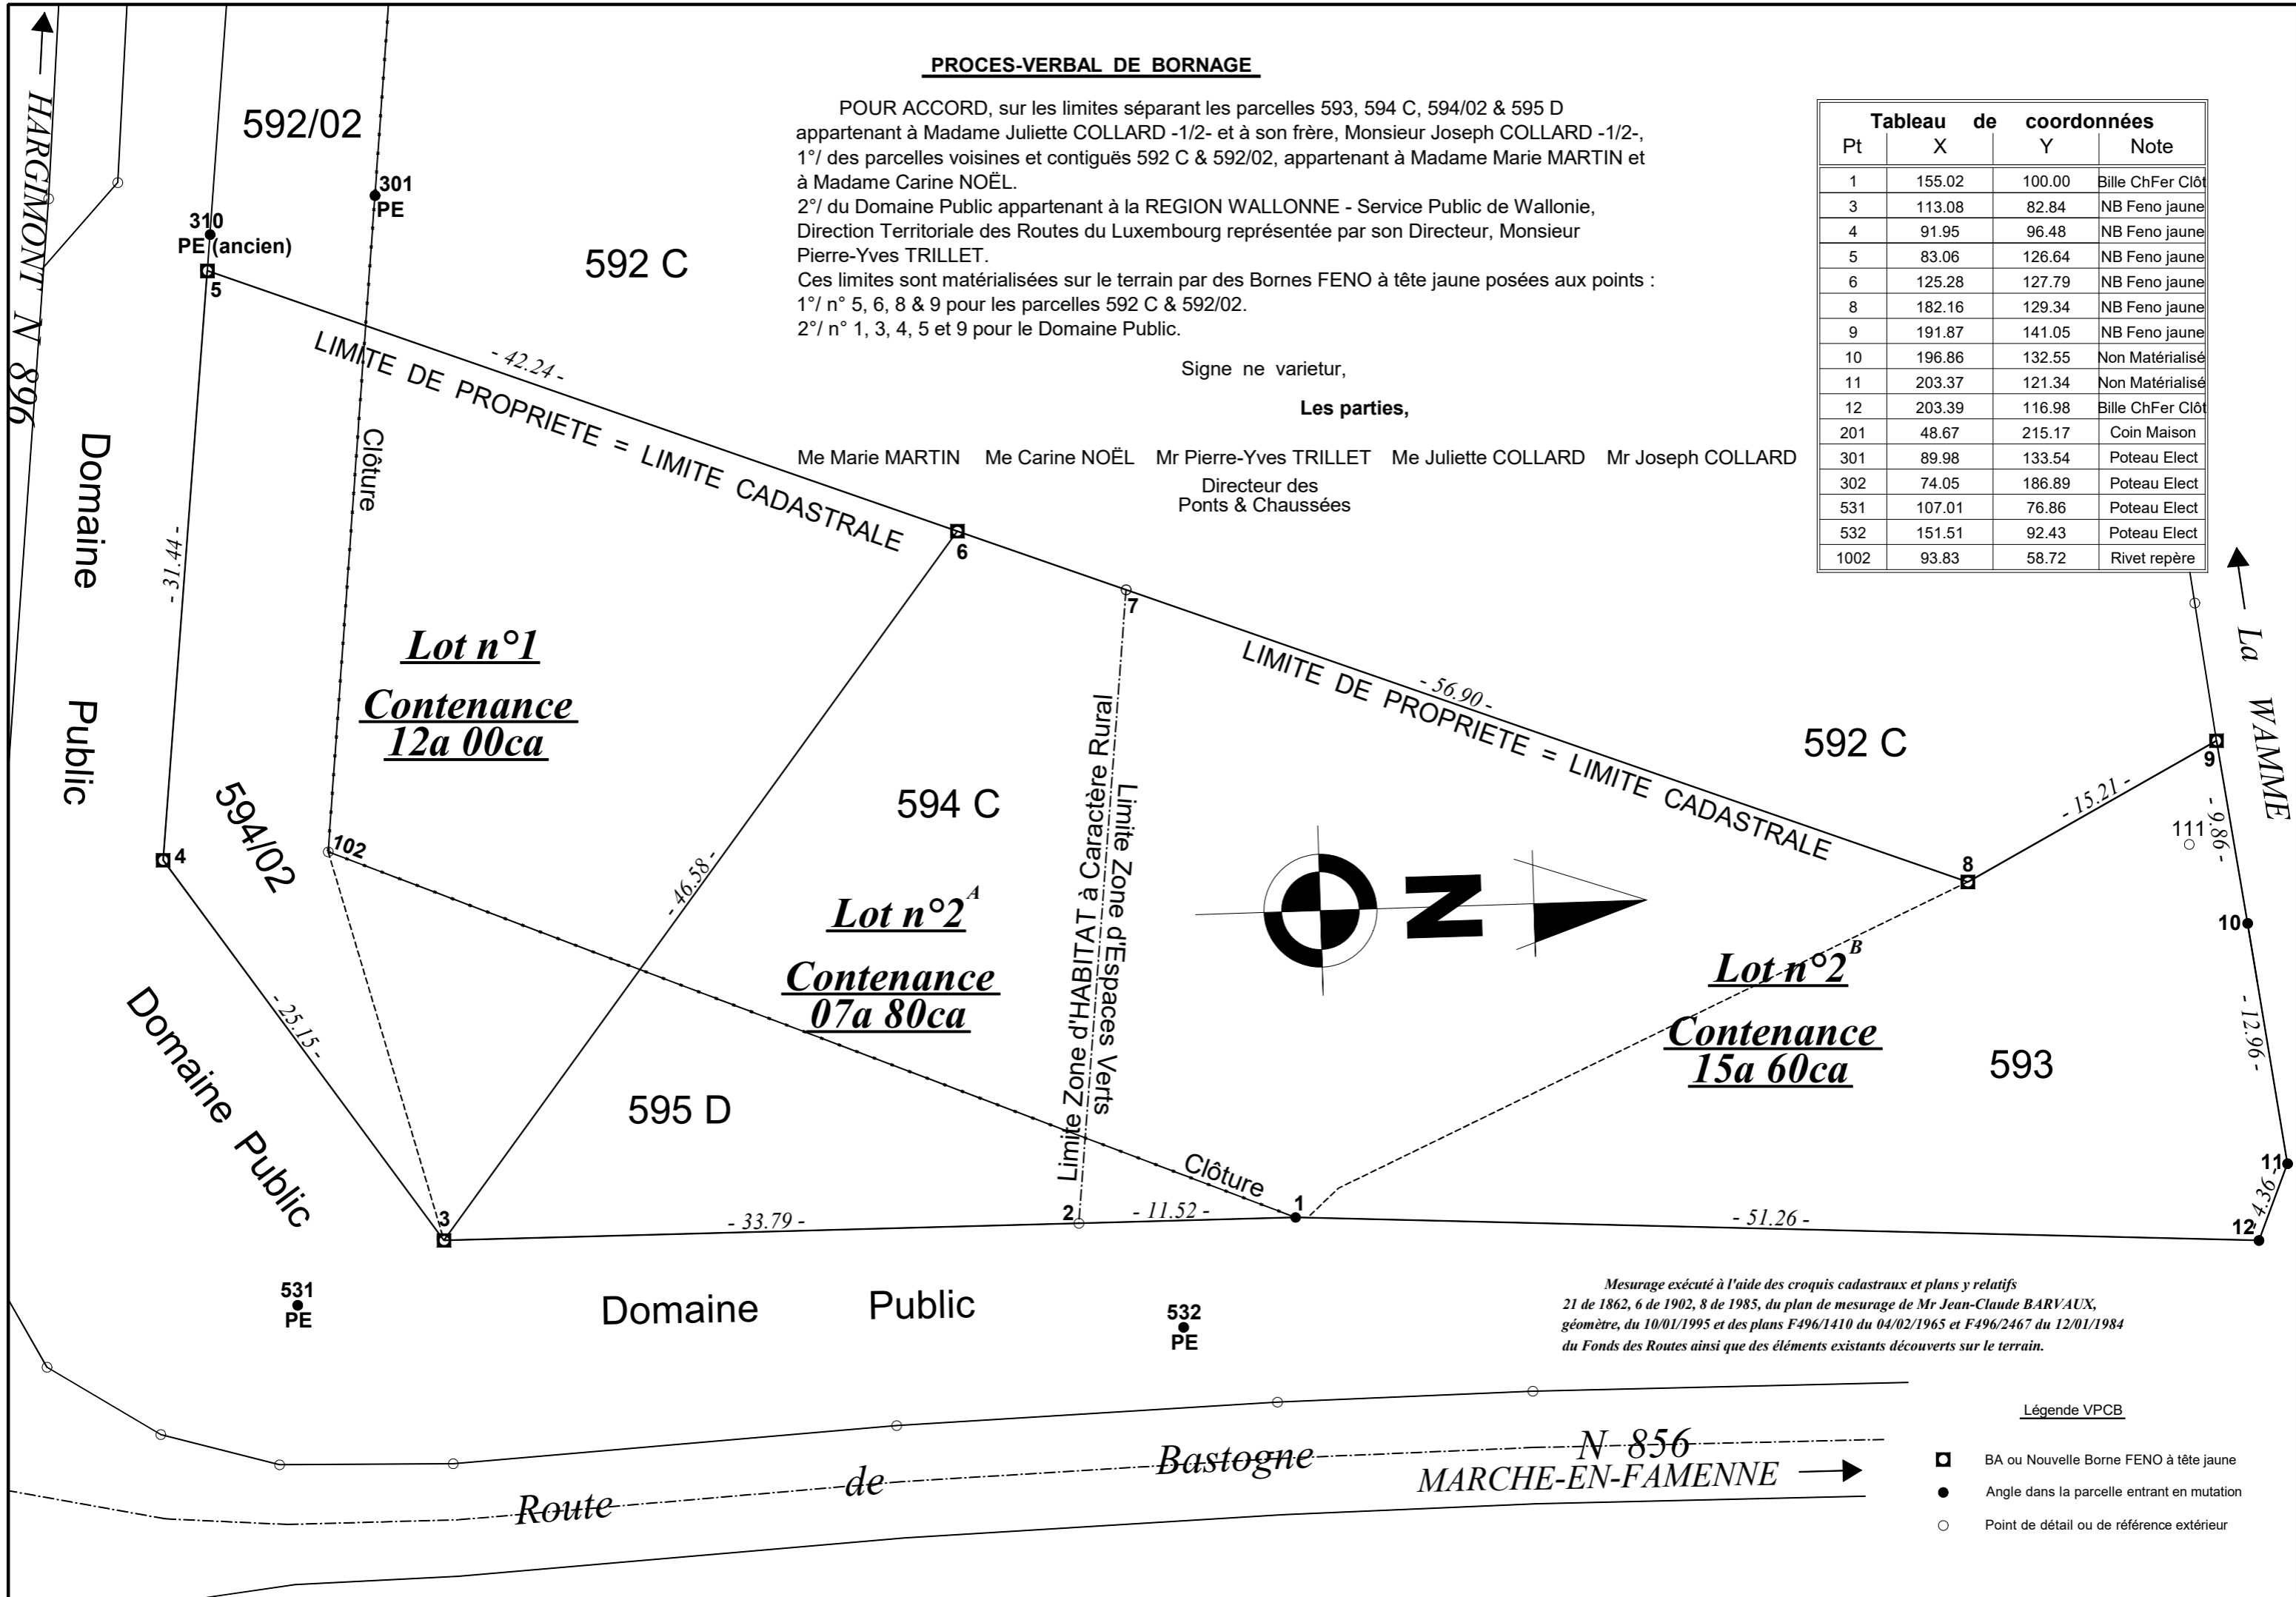 PROCES-VERBAL DE BORNAGE
POUR ACCORD, sur les limites séparant les parcelles 593, 594 C, 594/02 & 595 D
appartenant à Madame Juliette COLLARD -1/2- et à son frère, Monsieur Joseph COLLARD -1/2-,
1°/ des parcelles voisines et contiguës 592 C & 592/02, appartenant à Madame Marie MARTIN et
à Madame Carine NOËL.
2°/ du Domaine Public appartenant à la REGION WALLONNE - Service Public de Wallonie,
Direction Territoriale des Routes du Luxembourg représentée par son Directeur, Monsieur
Pierre-Yves TRILLET.
Ces limites sont matérialisées sur le terrain par des Bornes FENO à tête jaune posées aux points :
1°/ n° 5, 6, 8 & 9 pour les parcelles 592 C & 592/02.
2°/ n° 1, 3, 4, 5 et 9 pour le Domaine Public.
Signe ne varietur,
Les parties,
Me Marie MARTIN Me Carine NOËL Mr Pierre-Yves TRILLET Me Juliette COLLARD Mr Joseph COLLARD
Directeur des
Ponts & Chaussées
Tableau de coordonnées
Pt X Y Note
1 155.02 100.00 Bille ChFer Clôt
3 113.08 82.84 NB Feno jaune
4 91.95 96.48 NB Feno jaune
5 83.06 126.64 NB Feno jaune
6 125.28 127.79 NB Feno jaune
8 182.16 129.34 NB Feno jaune
9 191.87 141.05 NB Feno jaune
10 196.86 132.55 Non Matérialisé
11 203.37 121.34 Non Matérialisé
12 203.39 116.98 Bille ChFer Clôt
201 48.67 215.17 Coin Maison
301 89.98 133.54 Poteau Elect
302 74.05 186.89 Poteau Elect
531 107.01 76.86 Poteau Elect
532 151.51 92.43 Poteau Elect
1002 93.83 58.72 Rivet repère
HARGIMONT N 896
592/02
301
PE
310
PE (ancien)
5
592 C
- 42.24 -
LIMITE DE PROPRIETE = LIMITE CADASTRALE
Clôture
Domaine Public
- 31.44 -
6
7
Lot n°1
Contenance
12a 00ca
- 56.90 -
LIMITE DE PROPRIETE = LIMITE CADASTRALE
592 C
La WAMME
9
- 15.21 -
- 9.86 -
111
8
10
4
594/02
102
594 C
- 46.58 -
Lot n°2 A
Contenance
07a 80ca
Limite Zone d'HABITAT à Caractère Rural
Limite Zone d'Espaces Verts
N
Lot n°2 B
Contenance
15a 60ca
593
- 12.96 -
- 25.15 -
Domaine Public
595 D
Clôture
11
- 4.36 -
12
3
- 33.79 -
2
- 11.52 -
1
- 51.26 -
531
PE
Domaine Public
532
PE
Mesurage exécuté à l'aide des croquis cadastraux et plans y relatifs
21 de 1862, 6 de 1902, 8 de 1985, du plan de mesurage de Mr Jean-Claude BARVAUX,
géomètre, du 10/01/1995 et des plans F496/1410 du 04/02/1965 et F496/2467 du 12/01/1984
du Fonds des Routes ainsi que des éléments existants découverts sur le terrain.
Route de Bastogne N 856
MARCHE-EN-FAMENNE
Légende VPCB
BA ou Nouvelle Borne FENO à tête jaune
Angle dans la parcelle entrant en mutation
Point de détail ou de référence extérieur